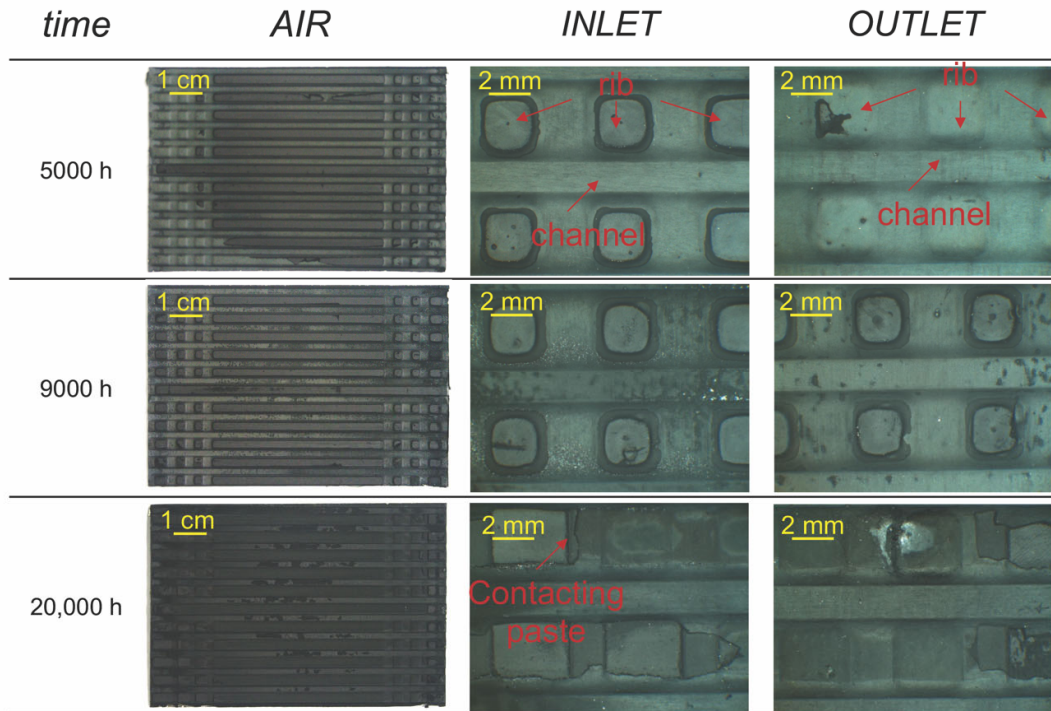 time AIR INLET OUTLET
5000 h
1 cm
2 mm
rib
channel
2 mm
rib
channel
9000 h
1 cm
2 mm
2 mm
20,000 h
1 cm
2 mm
Contacting
paste
2 mm